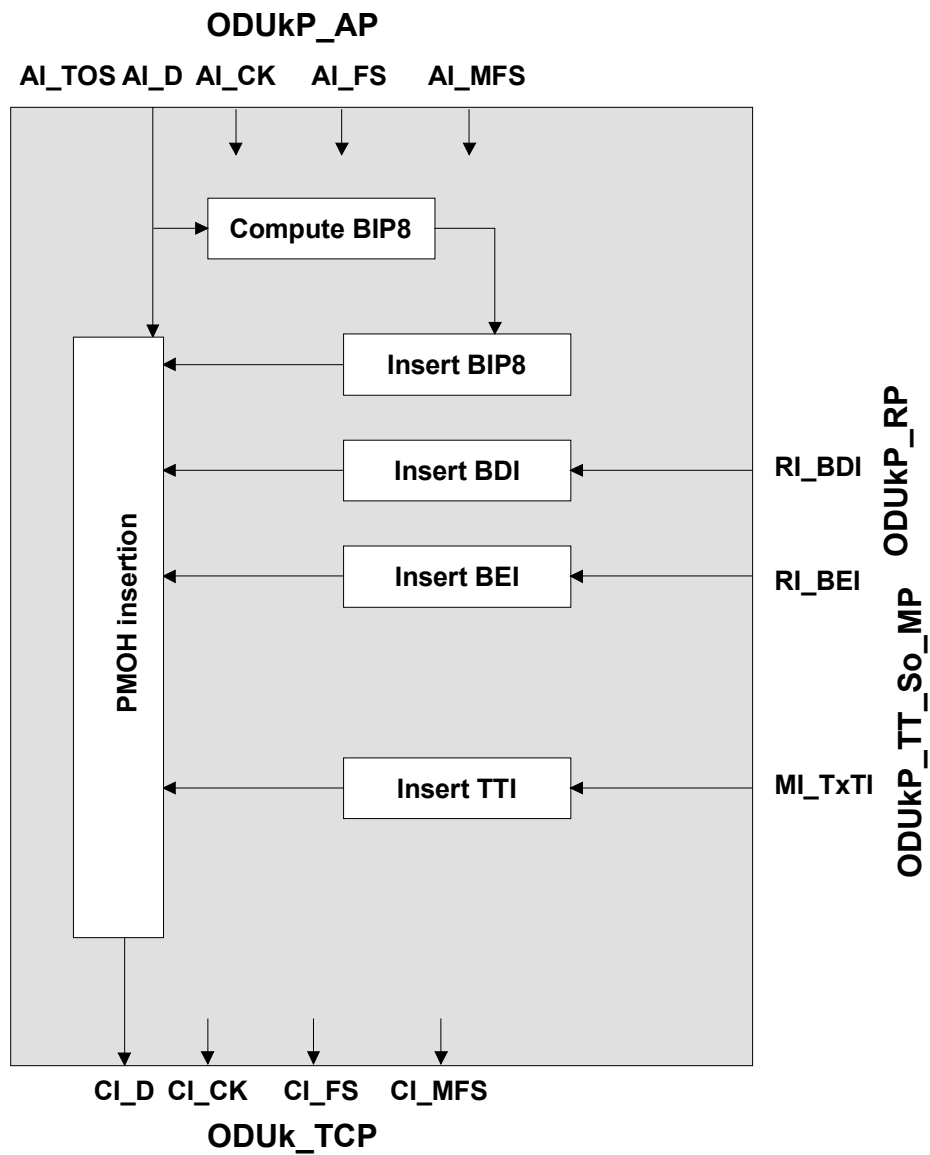 ODUkP_AP
AI_TOS AI_D AI_CK AI_FS AI_MFS
Compute BIP8
Insert BIP8
Insert BDI
RI_BDI
ODUkP_RP
Insert BEI
RI_BEI
PMOH insertion
Insert TTI
MI_TxTI
ODUkP_TT_So_MP
CI_D CI_CK CI_FS CI_MFS
ODUk_TCP